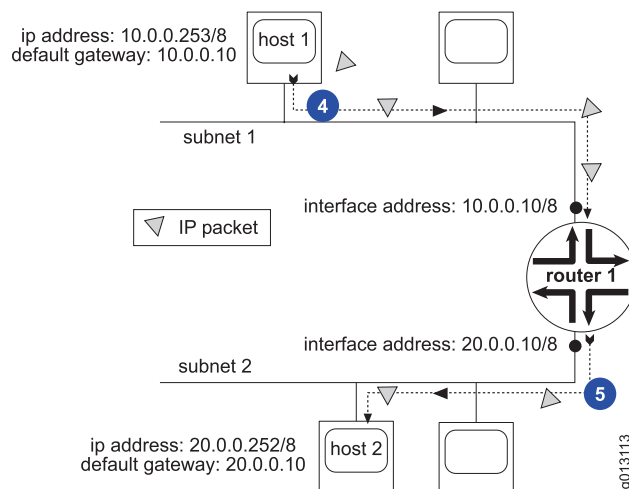 ip address: 10.0.0.253/8
default gateway: 10.0.0.10
host 1
4
subnet 1
interface address: 10.0.0.10/8
IP packet
router 1
interface address: 20.0.0.10/8
subnet 2
5
ip address: 20.0.0.252/8
default gateway: 20.0.0.10
host 2
g013113